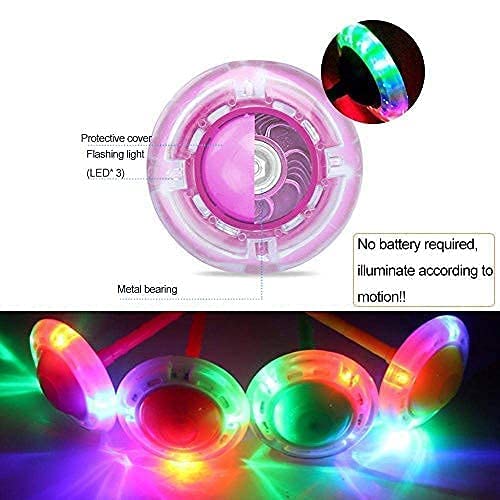 Protective cover
Flashing light
(LED* 3)
Metal bearing
No battery required,
illuminate according to
motion!!